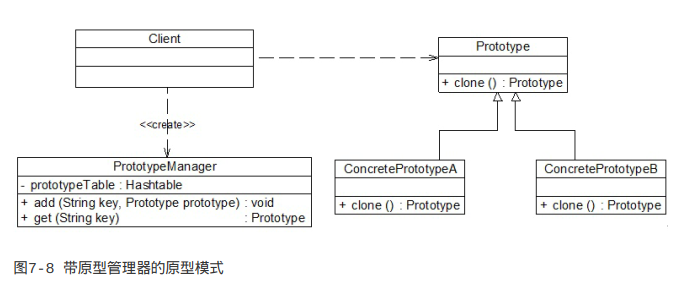 Client
Prototype
+ clone () : Prototype
<<create>>
PrototypeManager
- prototypeTable : Hashtable
+ add (String key, Prototype prototype) : void
+ get (String key) : Prototype
ConcretePrototypeA
+ clone () : Prototype
ConcretePrototypeB
+ clone () : Prototype
图7-8 带原型管理器的原型模式